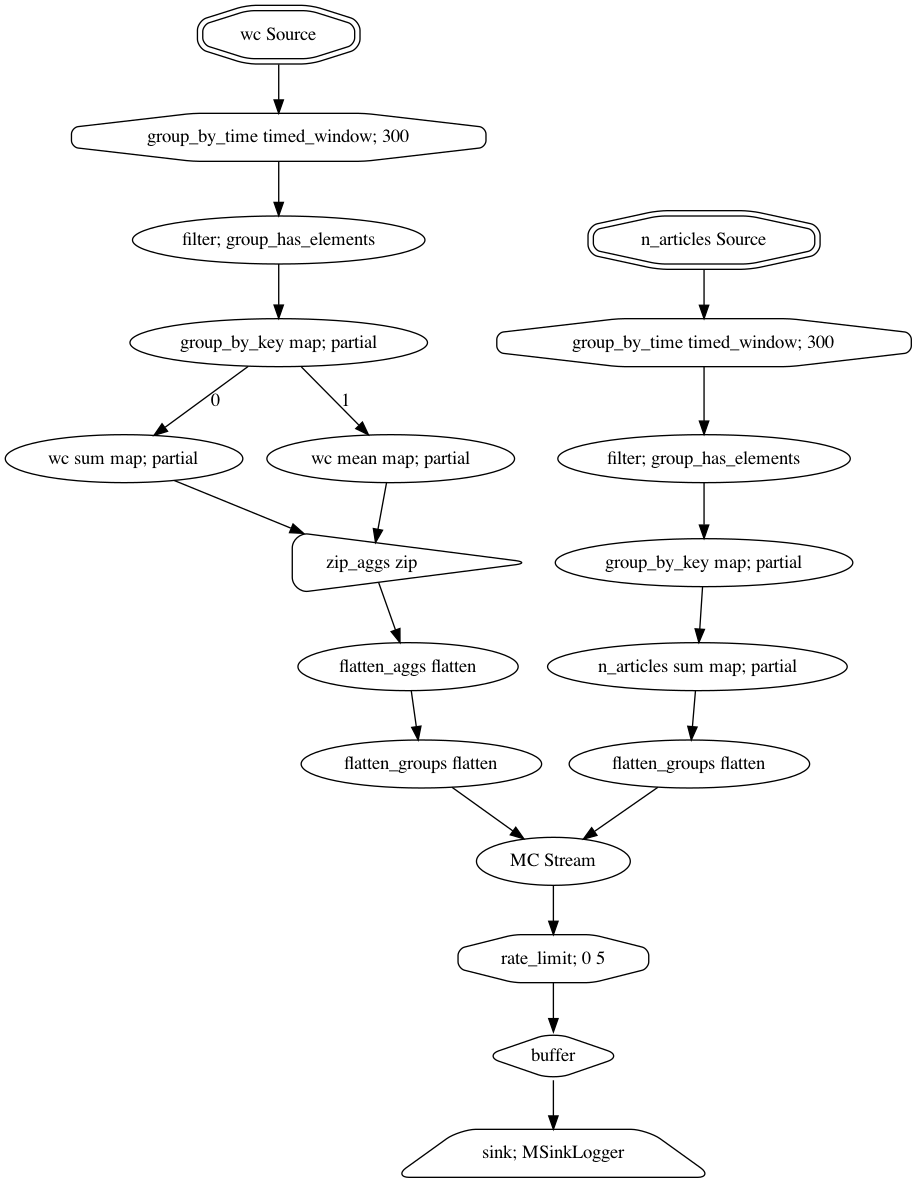 wc Source
group_by_time timed_window; 300
filter; group_has_elements
n_articles Source
group_by_key map; partial
group_by_time timed_window; 300
0
1
wc sum map; partial
wc mean map; partial
filter; group_has_elements
zip_aggs zip
group_by_key map; partial
flatten_aggs flatten
n_articles sum map; partial
flatten_groups flatten
flatten_groups flatten
MC Stream
rate_limit; 0 5
buffer
sink; MSinkLogger